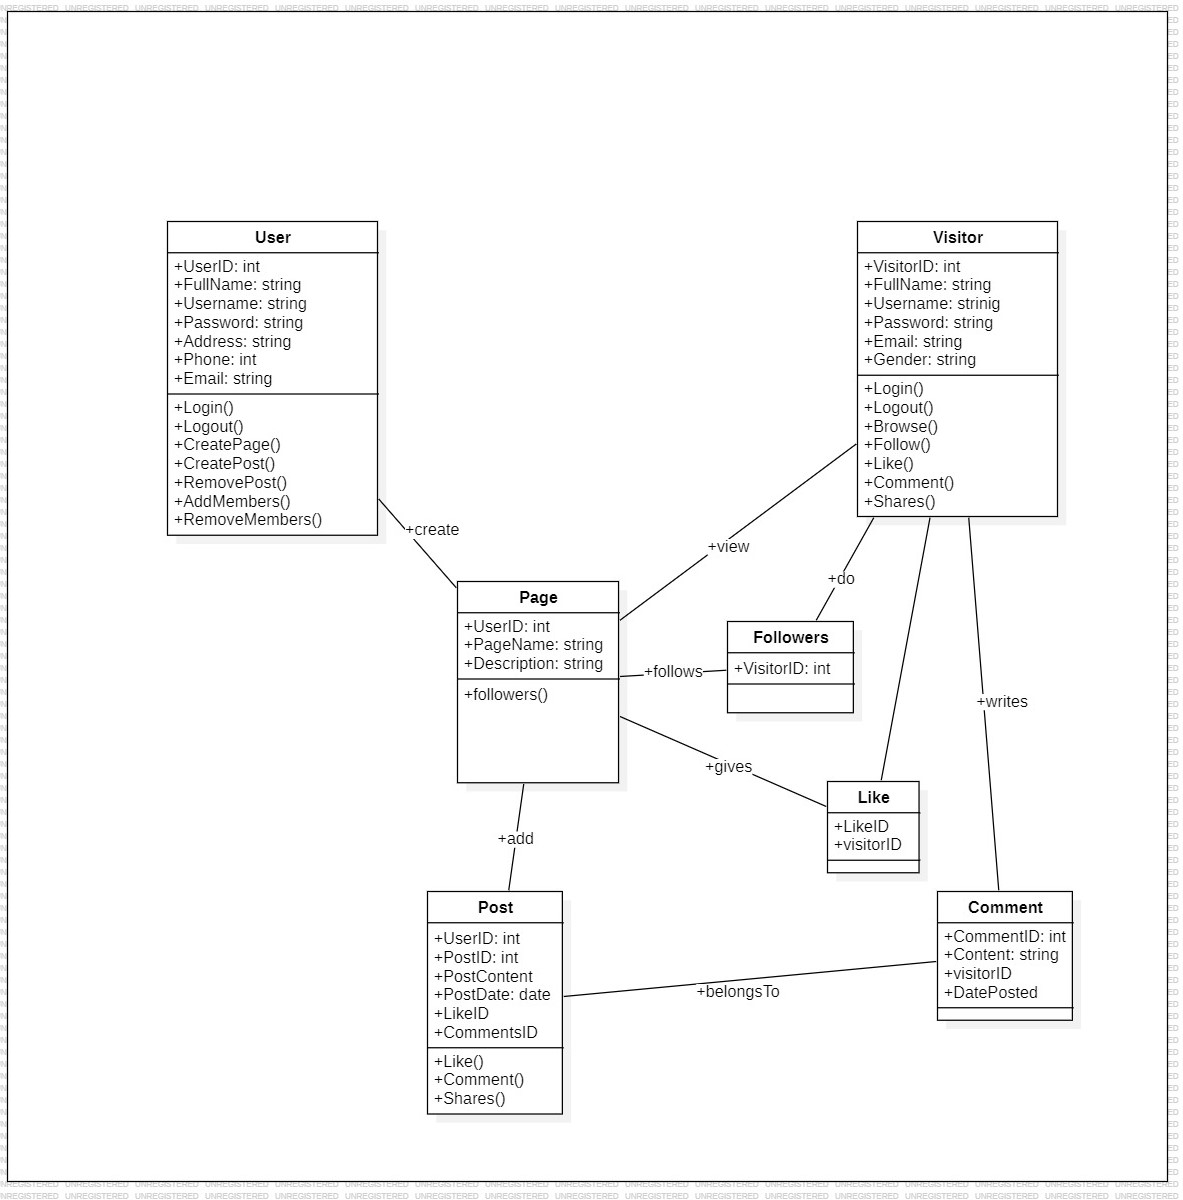 User
+UserID: int
+FullName: string
+Username: string
+Password: string
+Address: string
+Phone: int
+Email: string
+Login()
+Logout()
+CreatePage()
+CreatePost()
+RemovePost()
+AddMembers()
+RemoveMembers()
Visitor
+VisitorID: int
+FullName: string
+Username: strinig
+Password: string
+Email: string
+Gender: string
+Login()
+Logout()
+Browse()
+Follow()
+Like()
+Comment()
+Shares()
+create
+view
+do
Page
+UserID: int
+PageName: string
+Description: string
+followers()
+follows
Followers
+VisitorID: int
+writes
+gives
Like
+LikeID
+visitorID
+add
Post
+UserID: int
+PostID: int
+PostContent
+PostDate: date
+LikeID
+CommentsID
+Like()
+Comment()
+Shares()
+belongsTo
Comment
+CommentID: int
+Content: string
+visitorID
+DatePosted